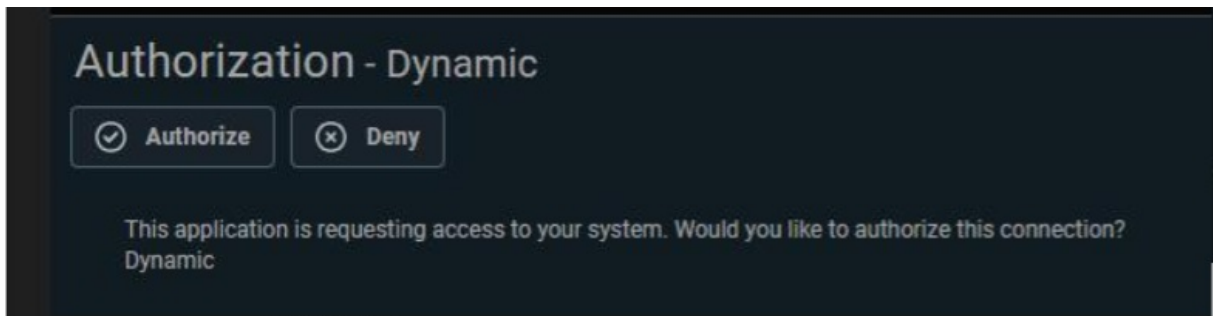 Authorization - Dynamic
Authorize Deny
This application is requesting access to your system. Would you like to authorize this connection?
Dynamic